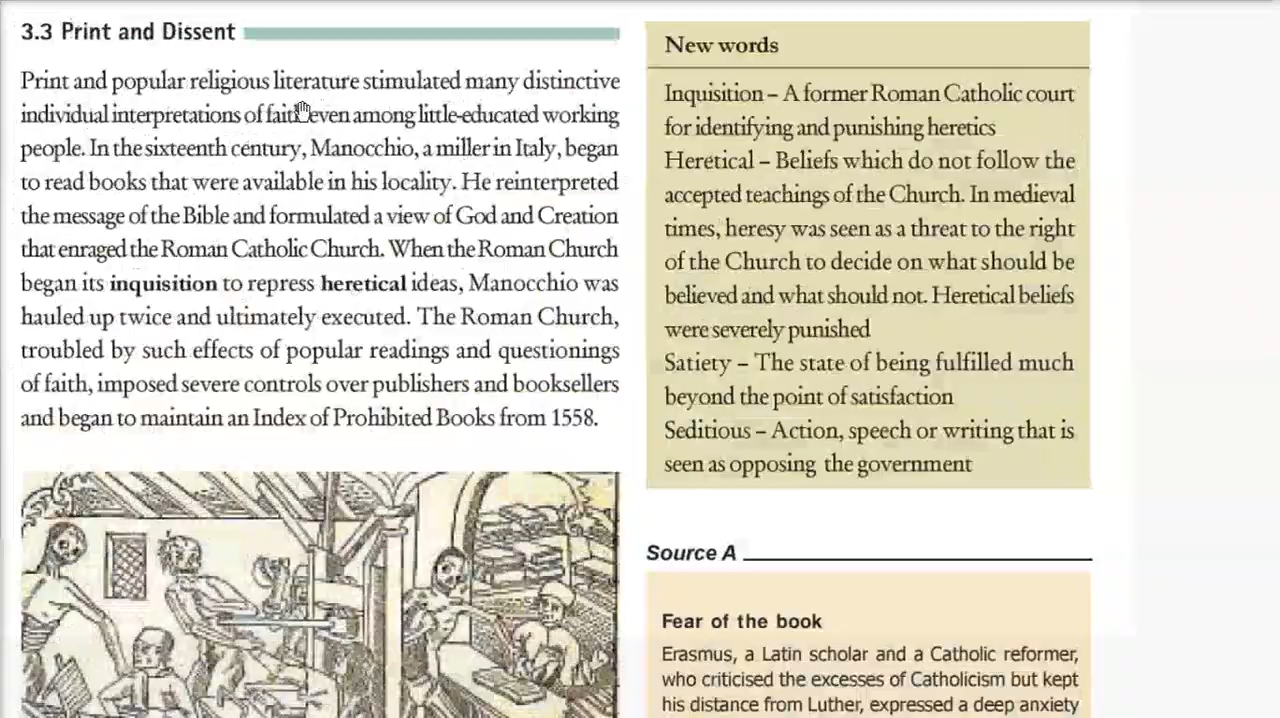 3.3 Print and Dissent
Print and popular religious literature stimulated many distinctive
individual interpretations of faith even among little-educated working
people. In the sixteenth century, Manocchio, a miller in Italy, began
to read books that were available in his locality. He reinterpreted
the message of the Bible and formulated a view of God and Creation
that enraged the Roman Catholic Church. When the Roman Church
began its inquisition to repress heretical ideas, Manocchio was
hauled up twice and ultimately executed. The Roman Church,
troubled by such effects of popular readings and questionings
of faith, imposed severe controls over publishers and booksellers
and began to maintain an Index of Prohibited Books from 1558.
New words
Inquisition – A former Roman Catholic court
for identifying and punishing heretics
Heretical – Beliefs which do not follow the
accepted teachings of the Church. In medieval
times, heresy was seen as a threat to the right
of the Church to decide on what should be
believed and what should not. Heretical beliefs
were severely punished
Satiety – The state of being fulfilled much
beyond the point of satisfaction
Seditious – Action, speech or writing that is
seen as opposing the government
Source A
Fear of the book
Erasmus, a Latin scholar and a Catholic reformer,
who criticised the excesses of Catholicism but kept
his distance from Luther, expressed a deep anxiety